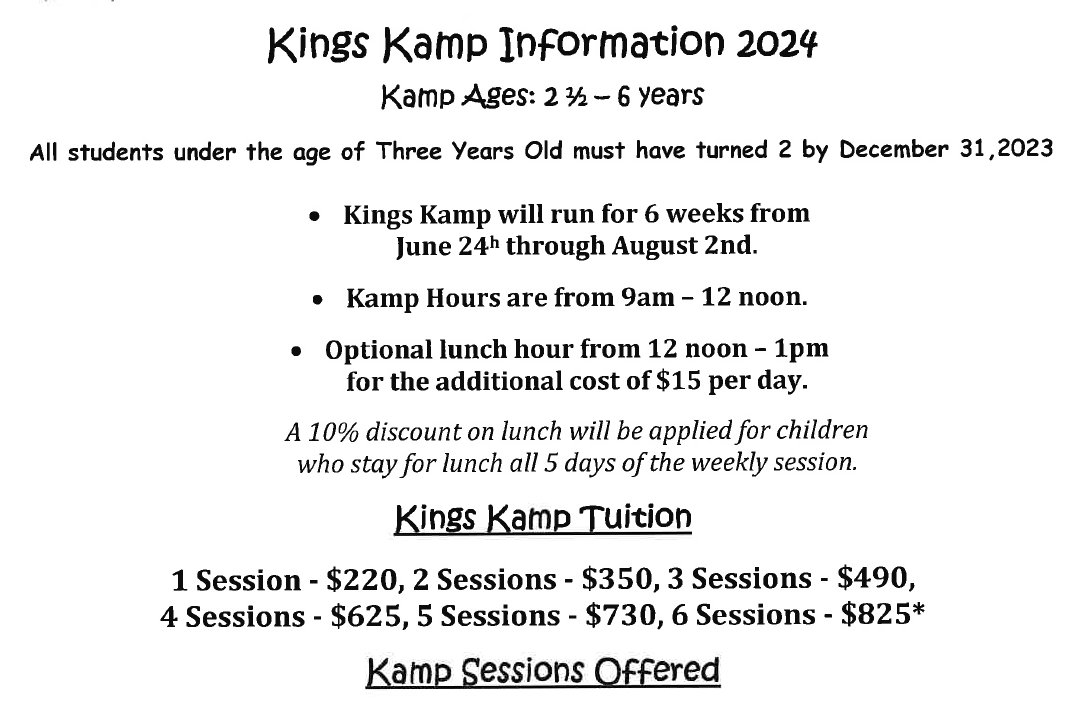 Kings Kamp Information 2024
Kamp Ages: 2 ½ – 6 years
All students under the age of Three Years Old must have turned 2 by December 31,2023
• Kings Kamp will run for 6 weeks from
June 24ʰ through August 2nd.
• Kamp Hours are from 9am – 12 noon.
• Optional lunch hour from 12 noon – 1pm
for the additional cost of $15 per day.
A 10% discount on lunch will be applied for children
who stay for lunch all 5 days of the weekly session.
Kings Kamp Tuition
1 Session - $220, 2 Sessions - $350, 3 Sessions - $490,
4 Sessions - $625, 5 Sessions - $730, 6 Sessions - $825*
Kamp Sessions Offered